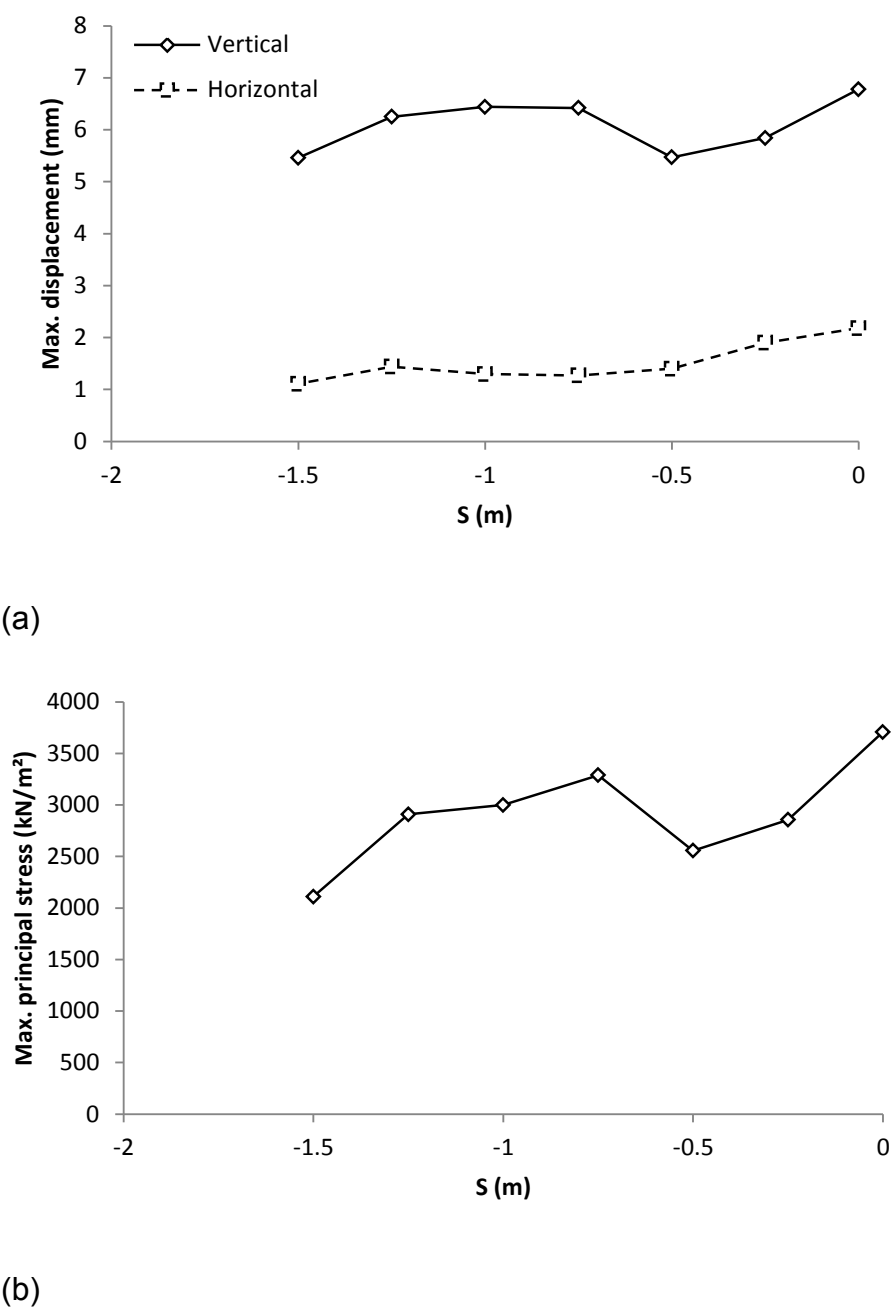 8
7
6
5
4
3
2
1
0
Max. displacement (mm)
Vertical
Horizontal
-2 -1.5 -1 -0.5 0
S (m)
(a)
4000
3500
3000
2500
2000
1500
1000
500
0
Max. principal stress (kN/m²)
-2 -1.5 -1 -0.5 0
S (m)
(b)